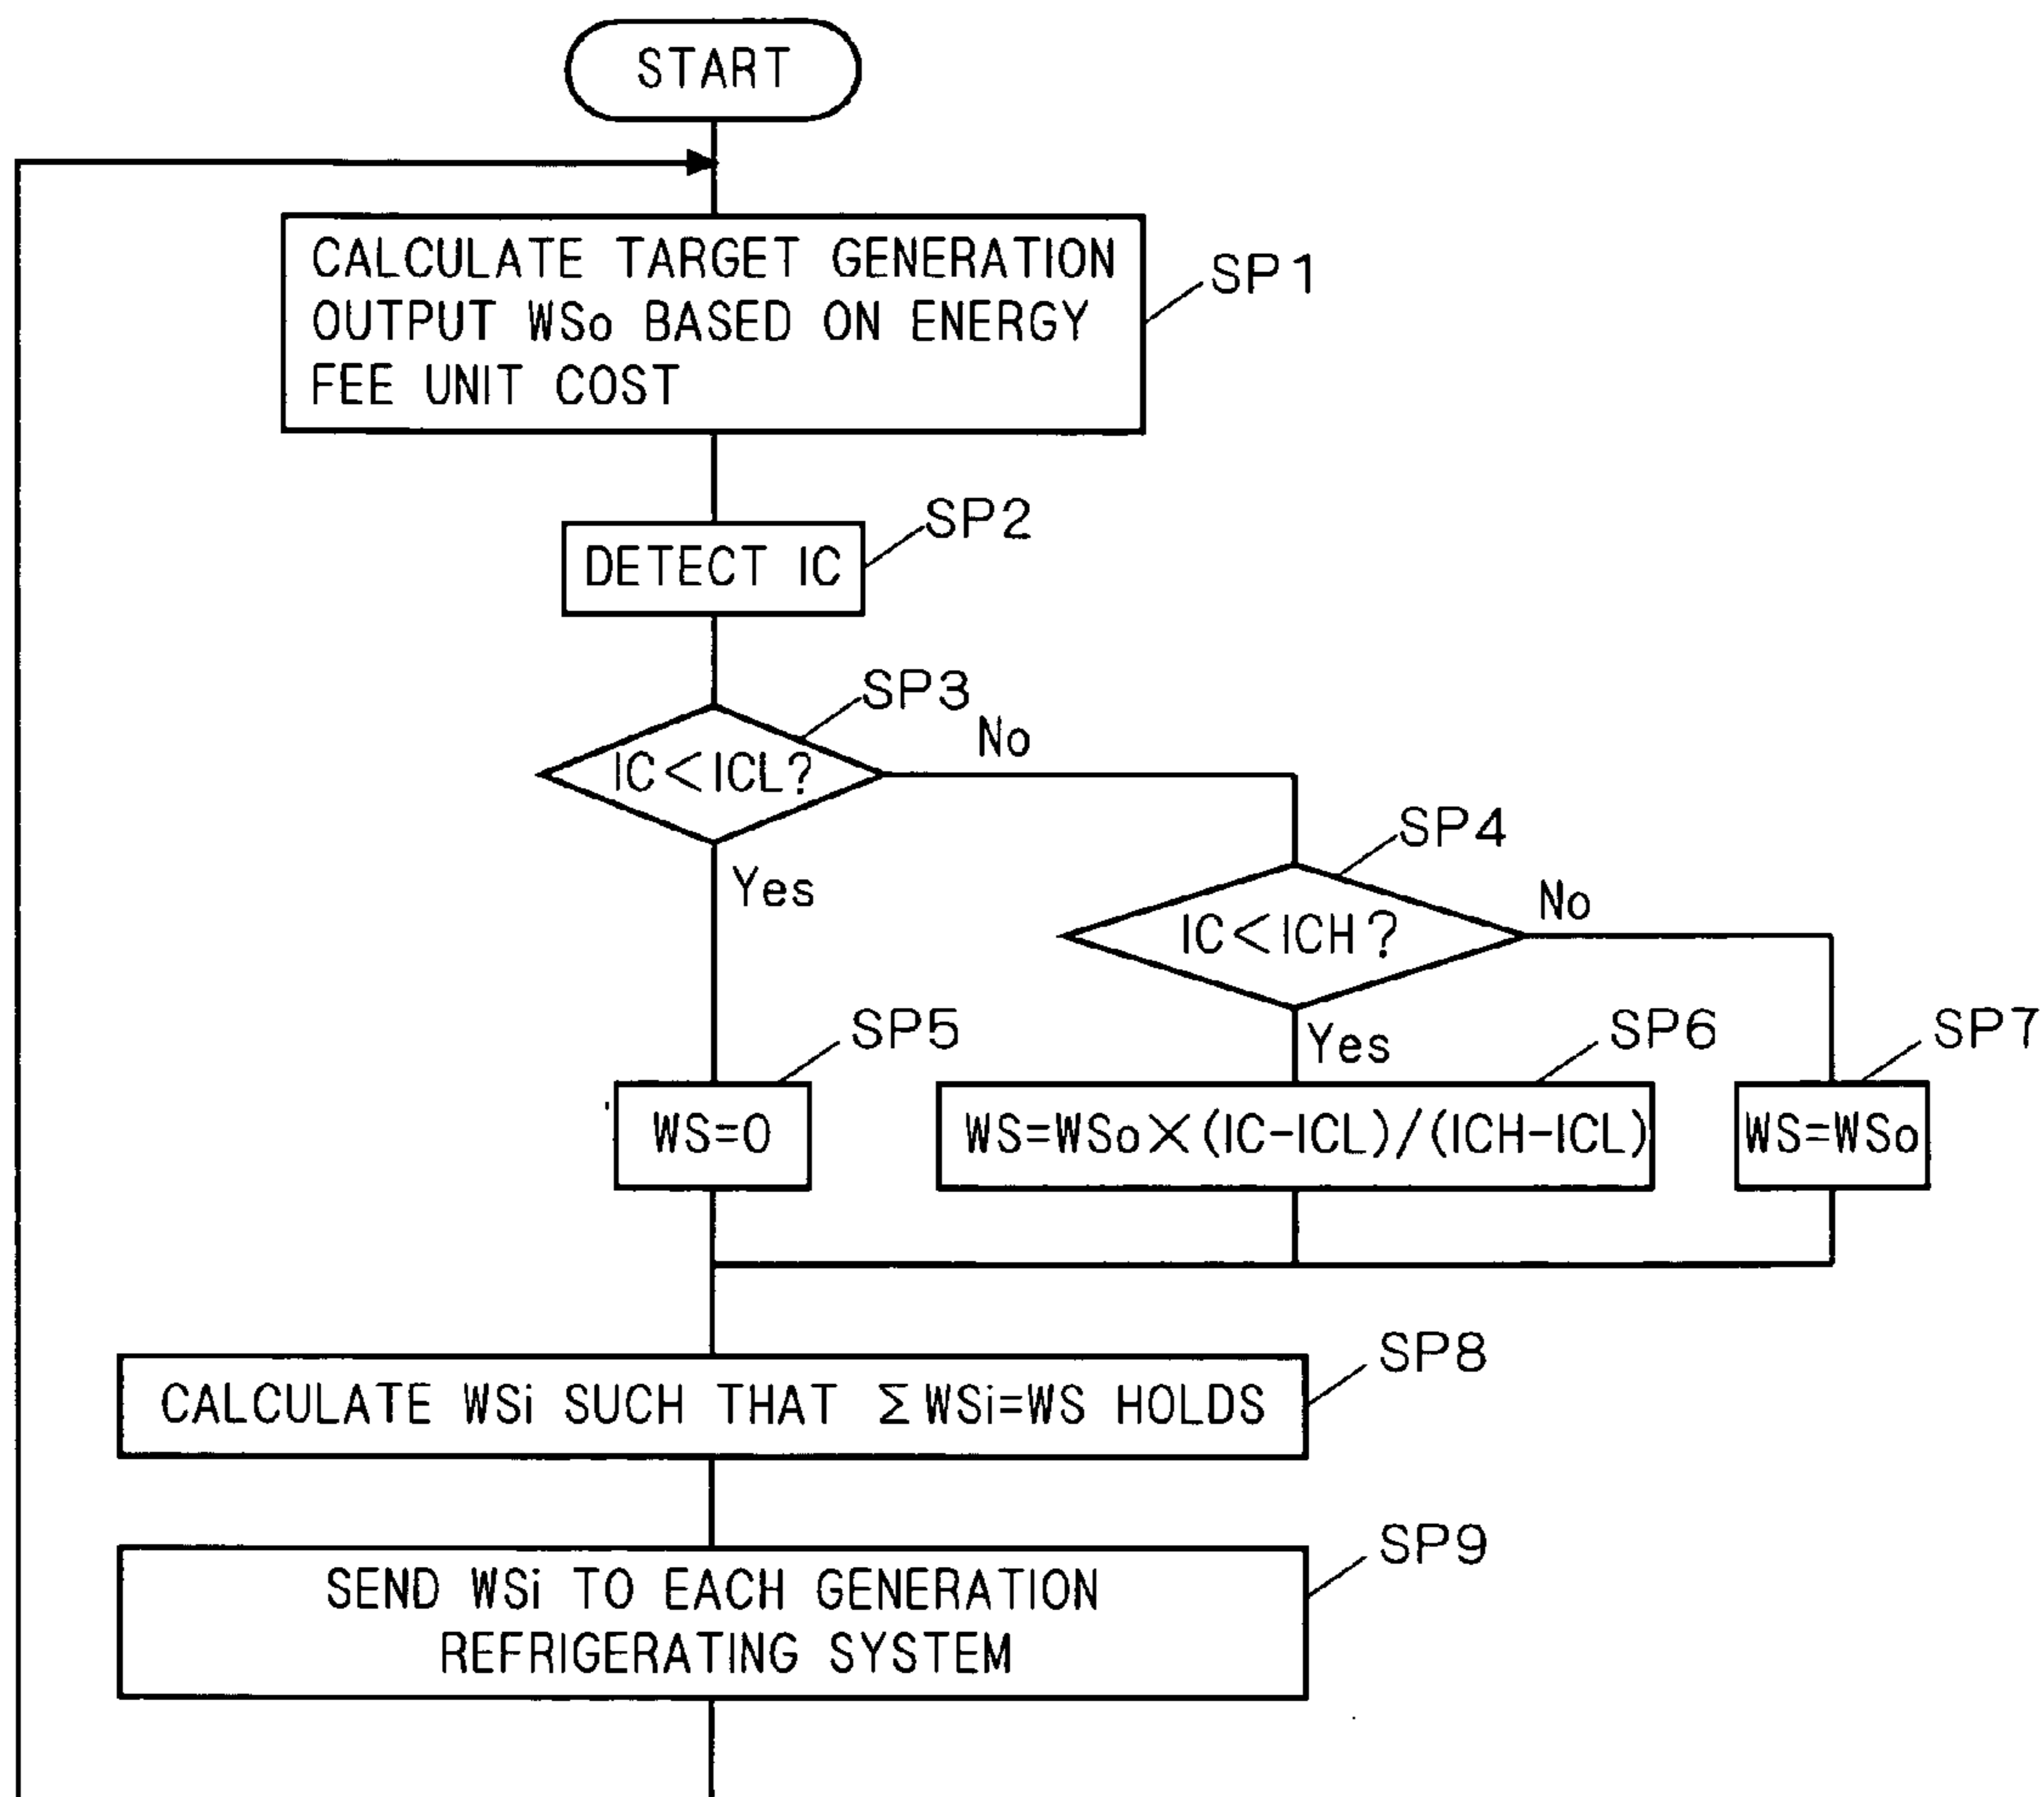 START
CALCULATE TARGET GENERATION
OUTPUT WSo BASED ON ENERGY
FEE UNIT COST
SP1
SP2
DETECT IC
SP3
IC<ICL?
No
Yes
SP4
IC<ICH?
No
Yes
SP5
WS=0
SP6
WS=WSo×(IC-ICL)/(ICH-ICL)
SP7
WS=WSo
SP8
CALCULATE WSi SUCH THAT ΣWSi=WS HOLDS
SP9
SEND WSi TO EACH GENERATION
REFRIGERATING SYSTEM